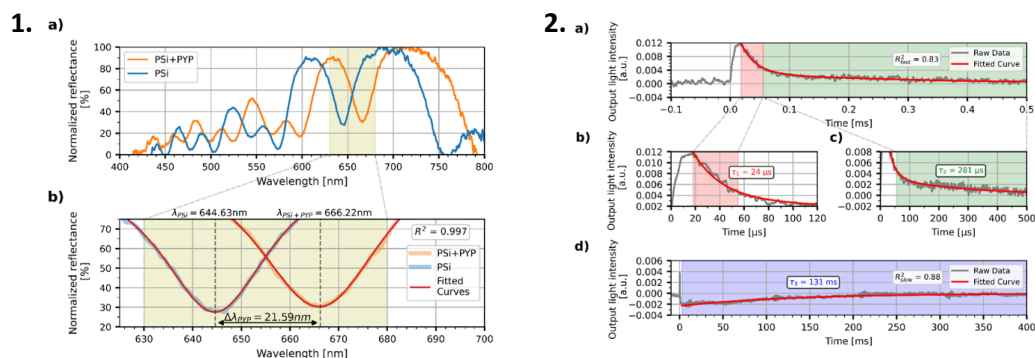 1.
a)
Normalized reflectance
[%]
100
80
60
40
20
0
PSi+PYP
PSi
400 450 500 550 600 650 700 750 800
Wavelength [nm]
b)
λPSi = 644.63nm
λPSi+PYP = 666.22nm
R² = 0.997
Normalized reflectance
[%]
70
60
50
40
30
20
PSi+PYP
PSi
Fitted
Curves
ΔλPYP = 21.59nm
630 640 650 660 670 680 690 700
Wavelength [nm]
2.
a)
Output light intensity
[a.u.]
0.012
0.008
0.004
0.000
−0.004
R²fast = 0.83
Raw Data
Fitted Curve
−0.1 0.0 0.1 0.2 0.3 0.4 0.5
Time [ms]
b)
Output light intensity
[a.u.]
0.012
0.010
0.008
0.006
0.004
0.002
τ₁ = 24 μs
0 20 40 60 80 100 120
Time [μs]
c)
0.008
0.006
0.004
0.002
0.000
−0.002
τ₂ = 281 μs
0 100 200 300 400 500
Time [μs]
d)
Output light intensity
[a.u.]
0.006
0.004
0.002
0.000
−0.002
−0.004
τ₃ = 131 ms
R²slow = 0.88
Raw Data
Fitted Curve
0 50 100 150 200 250 300 350 400
Time [ms]